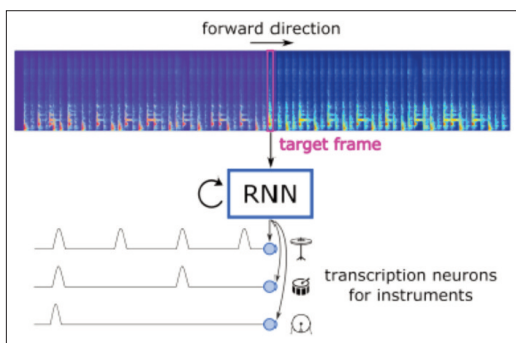 forward direction
target frame
RNN
transcription neurons
for instruments